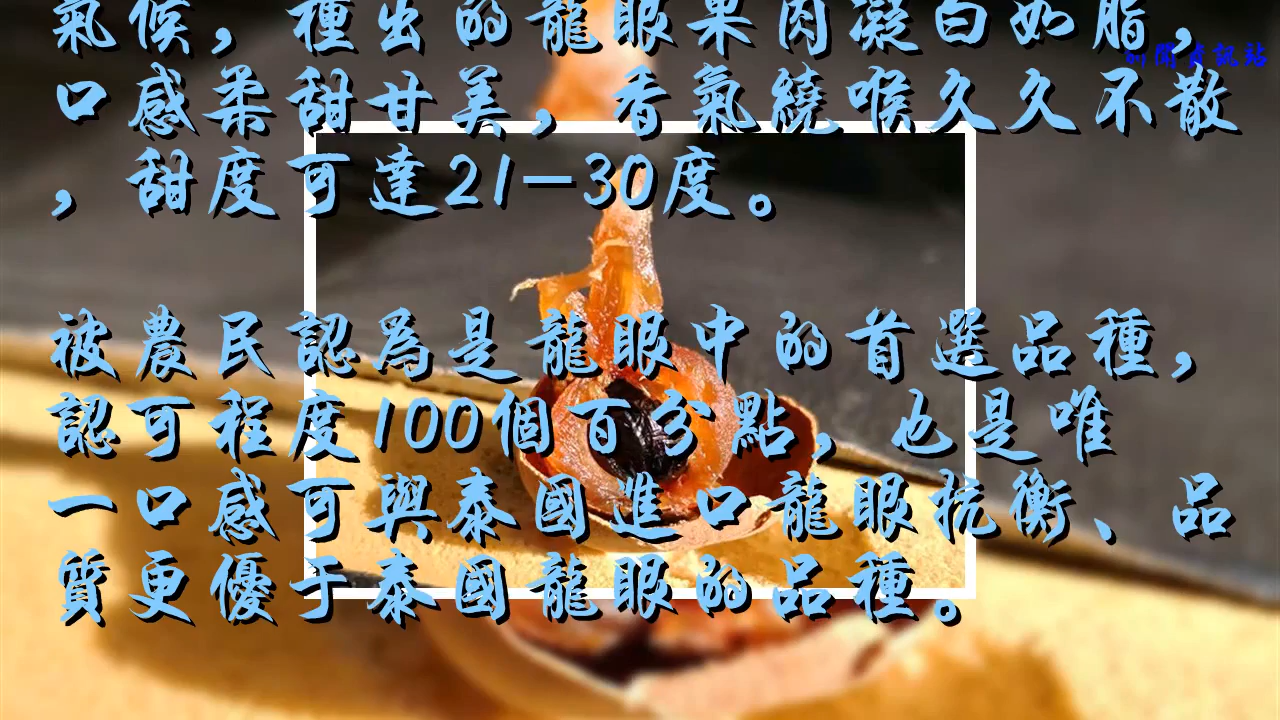 氣候，種出的龍眼果肉凝白如脂，
口感柔甜甘美，香氣繞喉久久不散
，甜度可達21—30度。
被農民認爲是龍眼中的首選品種，
認可程度100個百分點，也是唯
一口感可與泰國進口龍眼抗衡、品
質更優于泰國龍眼的品種。